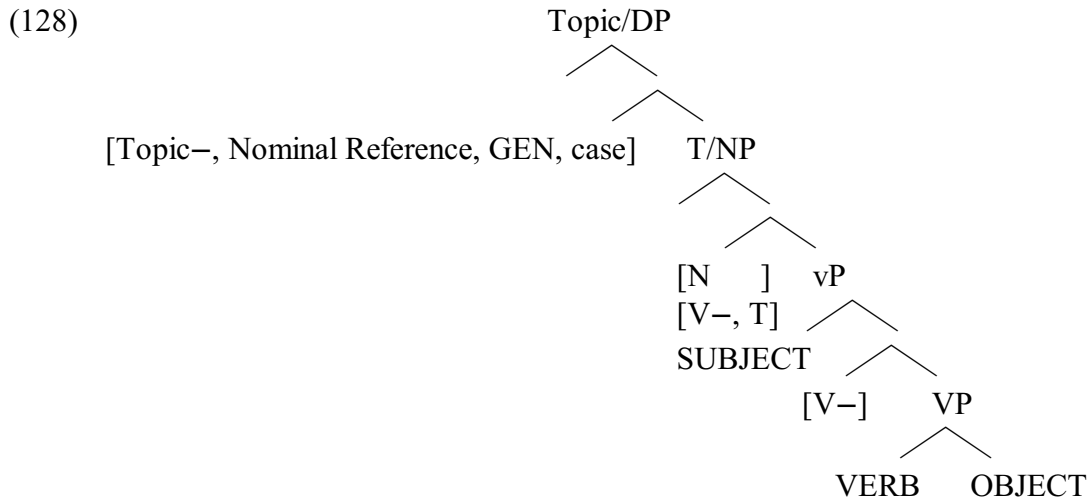 (128) Topic/DP
[Topic−, Nominal Reference, GEN, case] T/NP
[N ] vP
[V−, T]
SUBJECT
[V−] VP
VERB OBJECT